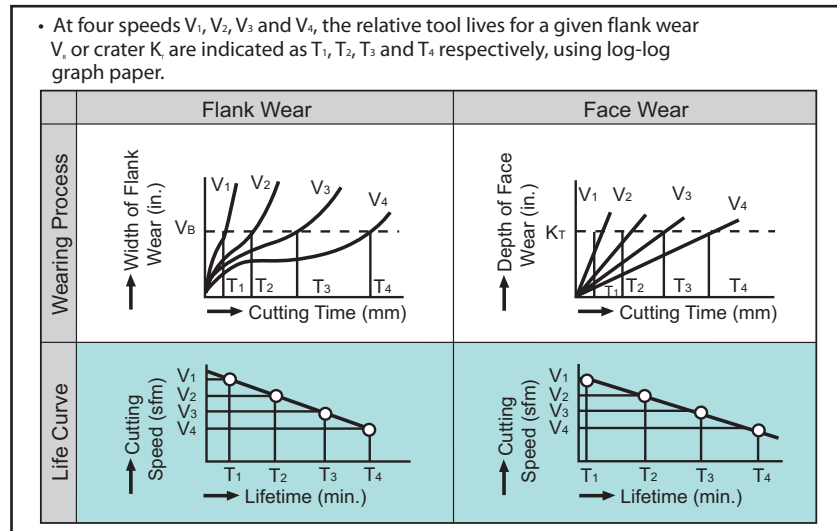 • At four speeds V₁, V₂, V₃ and V₄, the relative tool lives for a given flank wear
or crater K, are indicated as T₁, T₂, T₃ and T₄ respectively, using log-log
graph paper.
Flank Wear
Face Wear
Wearing Process
Width of Flank
Wear (in.)
V_B
V₁
V₂
V₃
V₄
T₁
T₂
T₃
T₄
Cutting Time (mm)
Depth of Face
Wear (in.)
K_T
V₁
V₂
V₃
V₄
T₁
T₂
T₃
T₄
Cutting Time (mm)
Life Curve
Cutting
Speed (sfm)
V₁
V₂
V₃
V₄
T₁
T₂
T₃
T₄
Lifetime (min.)
Cutting
Speed (sfm)
V₁
V₂
V₃
V₄
T₁
T₂
T₃
T₄
Lifetime (min.)